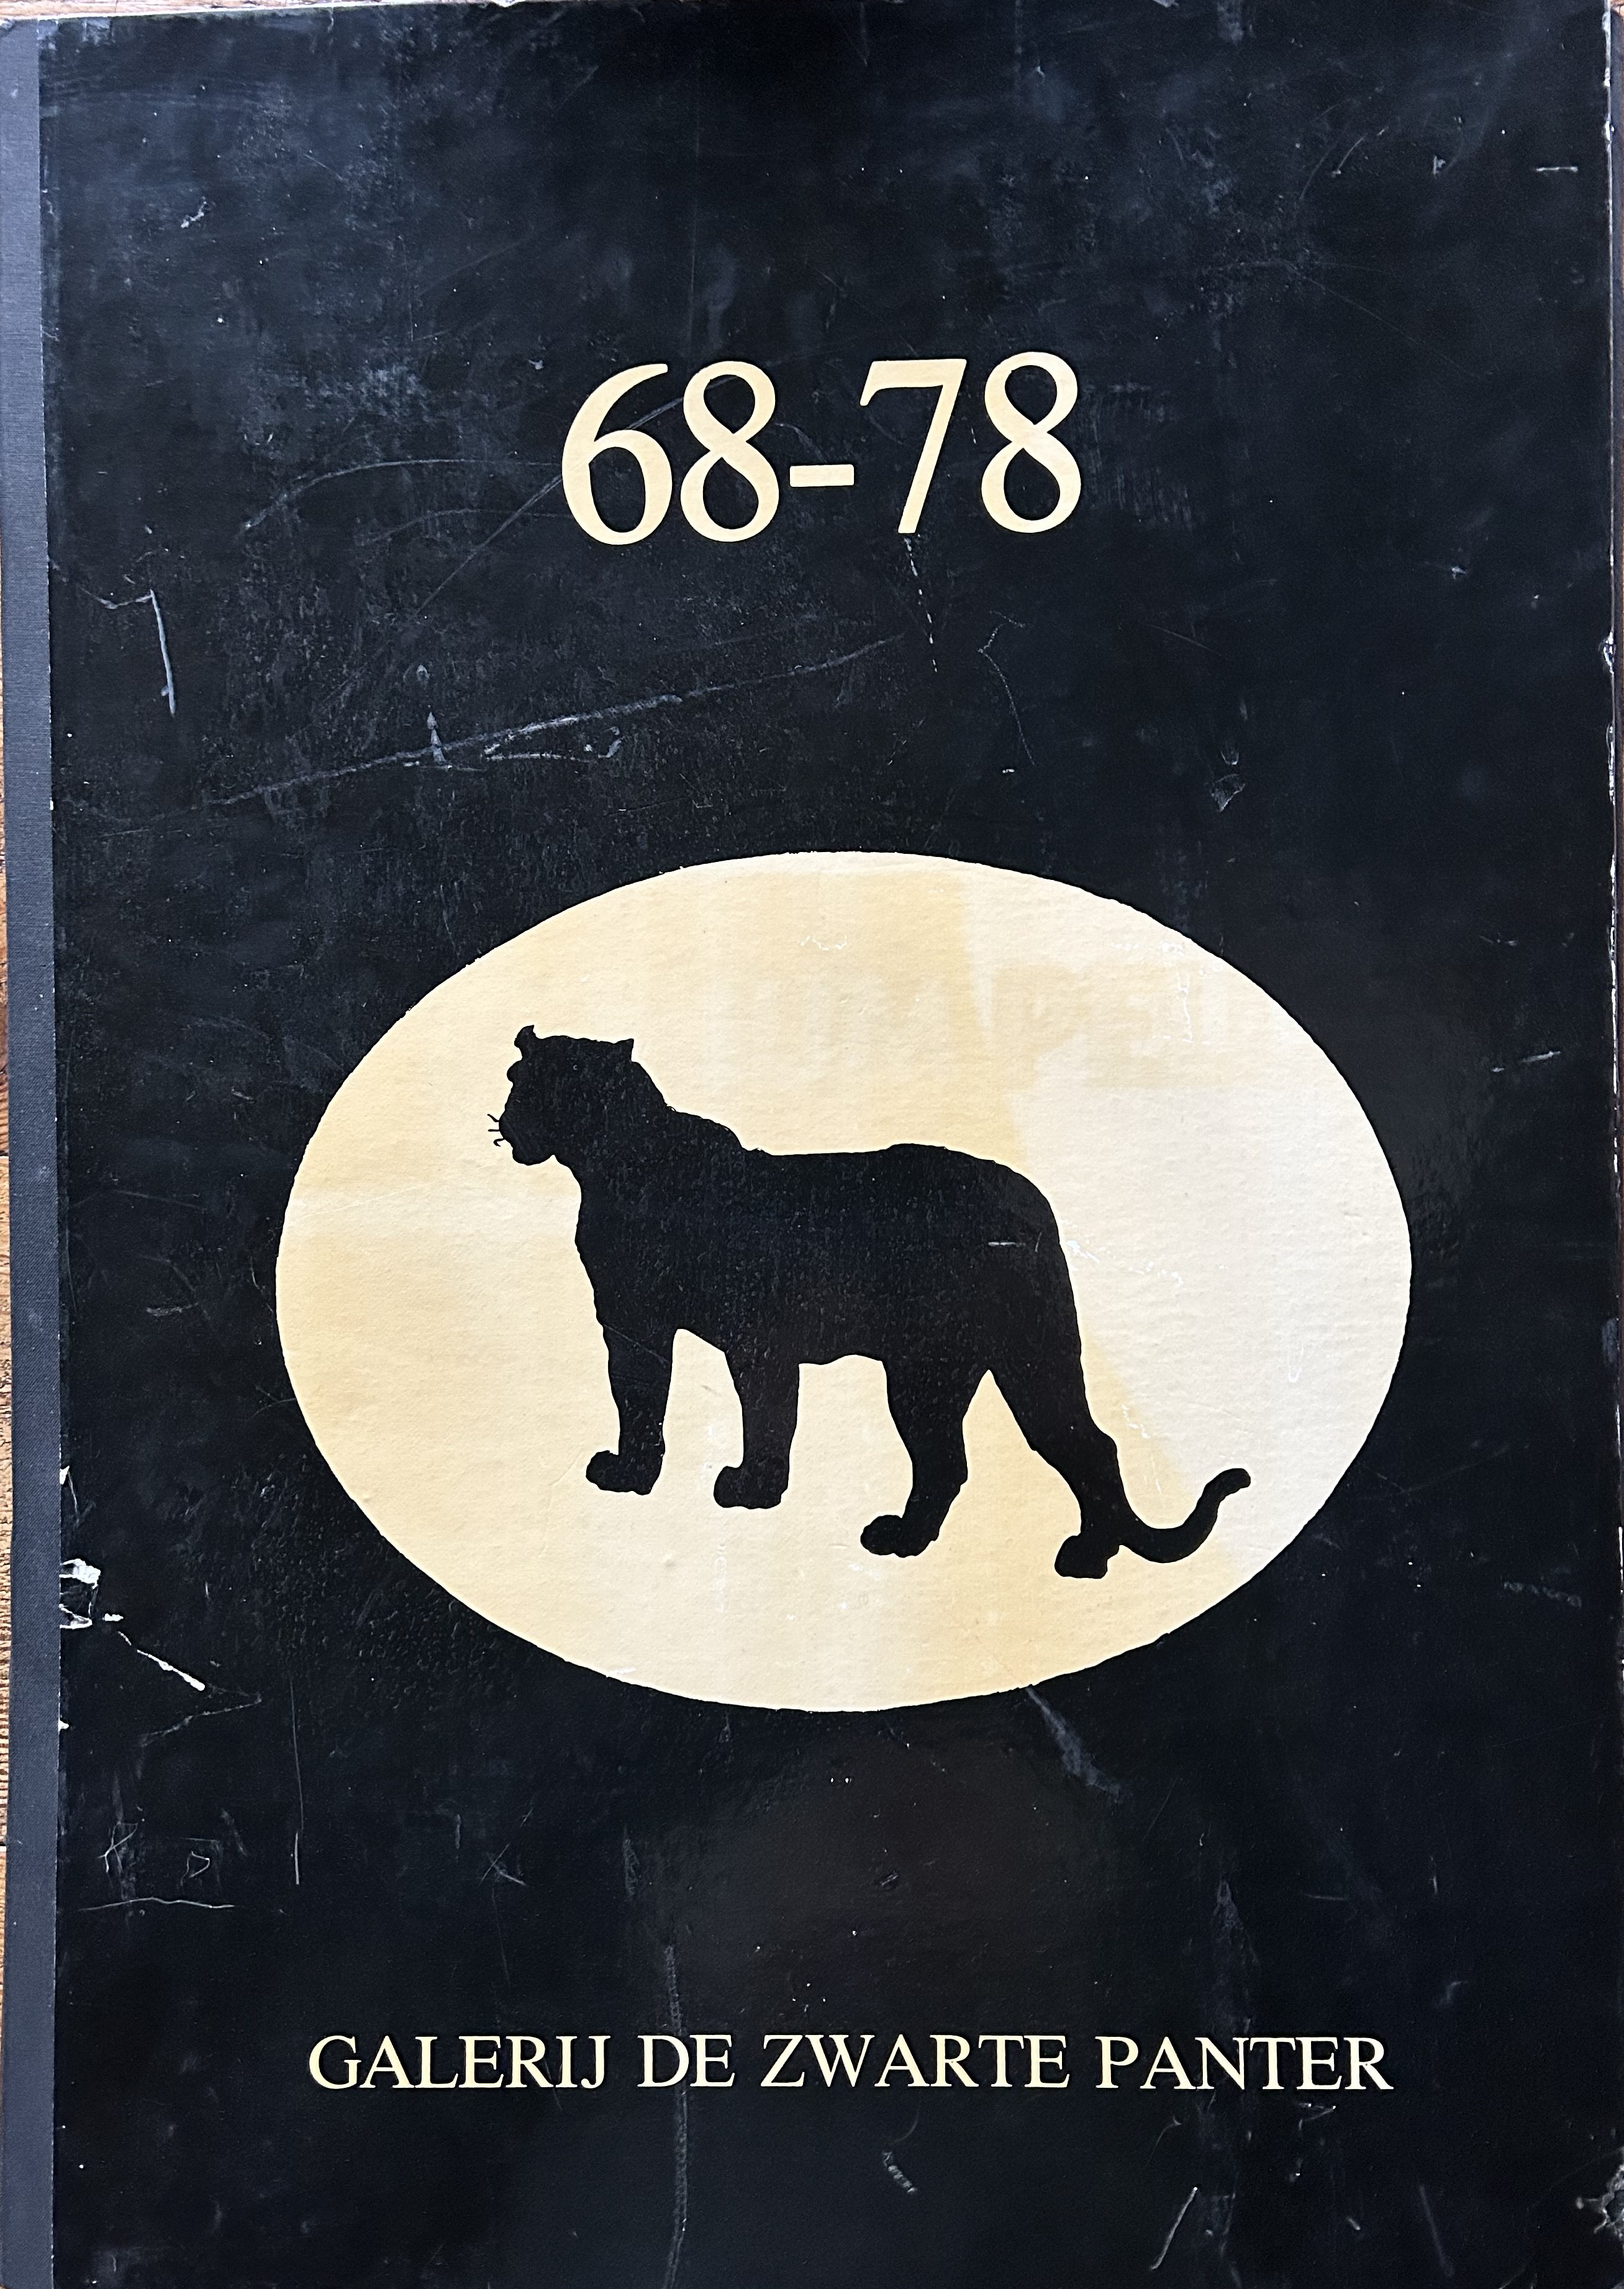 68-78
GALERIJ DE ZWARTE PANTER